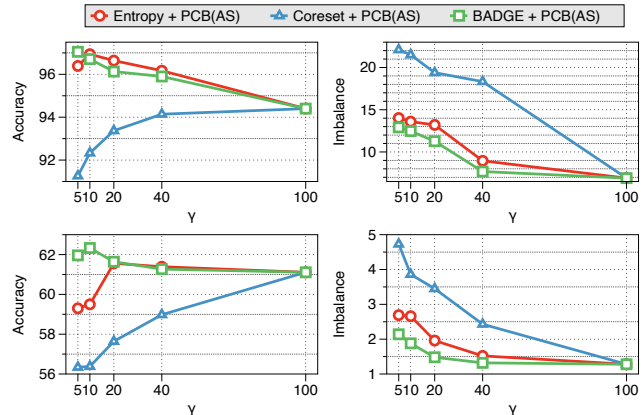 Entropy + PCB(AS) Coreset + PCB(AS) BADGE + PCB(AS)
96
94
92
Accuracy
5 10 20 40 100
γ
20
15
10
Imbalance
5 10 20 40 100
γ
62
60
58
56
Accuracy
5 10 20 40 100
γ
5
4
3
2
1
Imbalance
5 10 20 40 100
γ